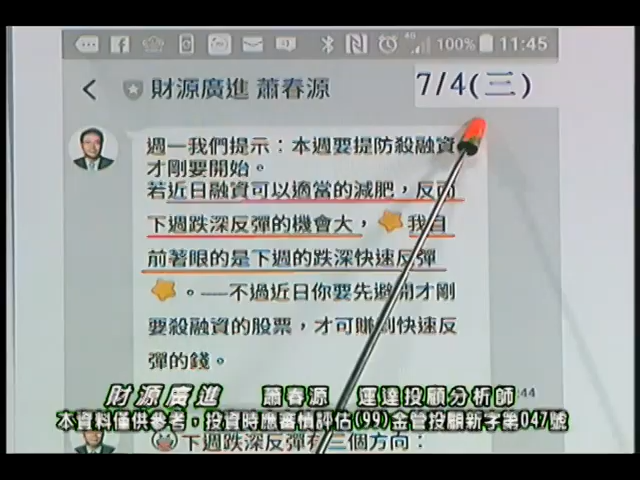 4G 100% 11:45
財源廣進 蕭春源
7/4(三)
週一我們提示：本週要提防殺融資
才剛要開始。
若近日融資可以適當的減肥，反而
下週跌深反彈的機會大，⭐我目
前著眼的是下週的跌深快速反彈
⭐。——不過近日你要先避開才剛
要殺融資的股票，才可賺到快速反
彈的錢。
財源廣進 蕭春源 運達投顧分析師
:44
本資料僅供參考，投資時應審慎評估(99)金管投顧新字第047號
下週跌深反彈有三個方向：